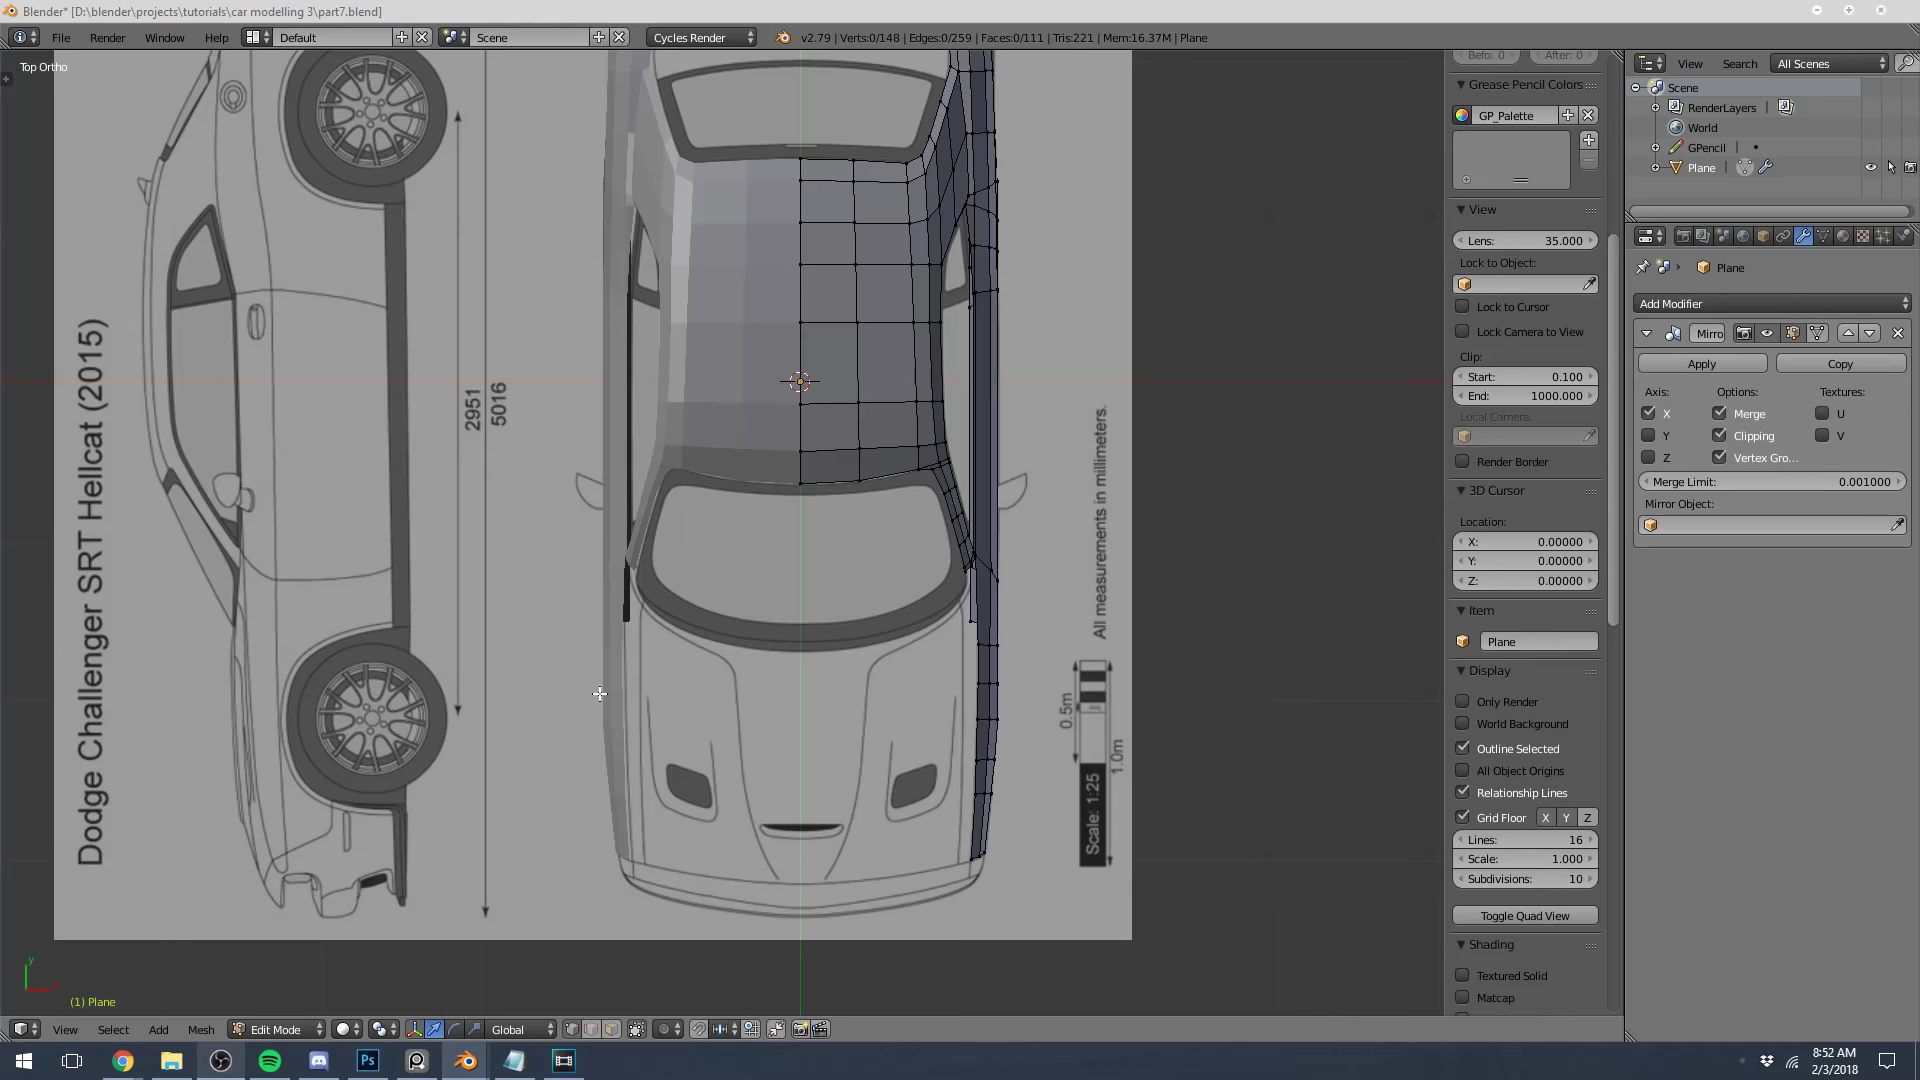 Blender* [D:\blender\projects\tutorials\car modelling 3\part7.blend]
File Render Window Help Default Scene Cycles Render v2.79 | Verts:0/148 | Edges:0/259 | Faces:0/111 | Tris:221 | Mem:16.37M | Plane
Top Ortho
Dodge Challenger SRT Hellcat (2015)
2951
5016
All measurements in millimeters.
0.5m
1.0m
Scale: 1:25
y
(1) Plane
View Select Add Mesh Edit Mode Global
Befo: 0 After: 0
Grease Pencil Colors
GP_Palette
View
Lens: 35.000
Lock to Object:
Lock to Cursor
Lock Camera to View
Clip:
Start: 0.100
End: 1000.000
Local Camera:
Render Border
3D Cursor
Location:
X: 0.00000
Y: 0.00000
Z: 0.00000
Item
Plane
Display
Only Render
World Background
Outline Selected
All Object Origins
Relationship Lines
Grid Floor X Y Z
Lines: 16
Scale: 1.000
Subdivisions: 10
Toggle Quad View
Shading
Textured Solid
Matcap
View Search All Scenes
Scene
RenderLayers
World
GPencil
Plane
Plane
Add Modifier
Mirro
Apply Copy
Axis: Options: Textures:
X Merge U
Y Clipping V
Z Vertex Gro...
Merge Limit: 0.001000
Mirror Object:
Ps
8:52 AM
2/3/2018